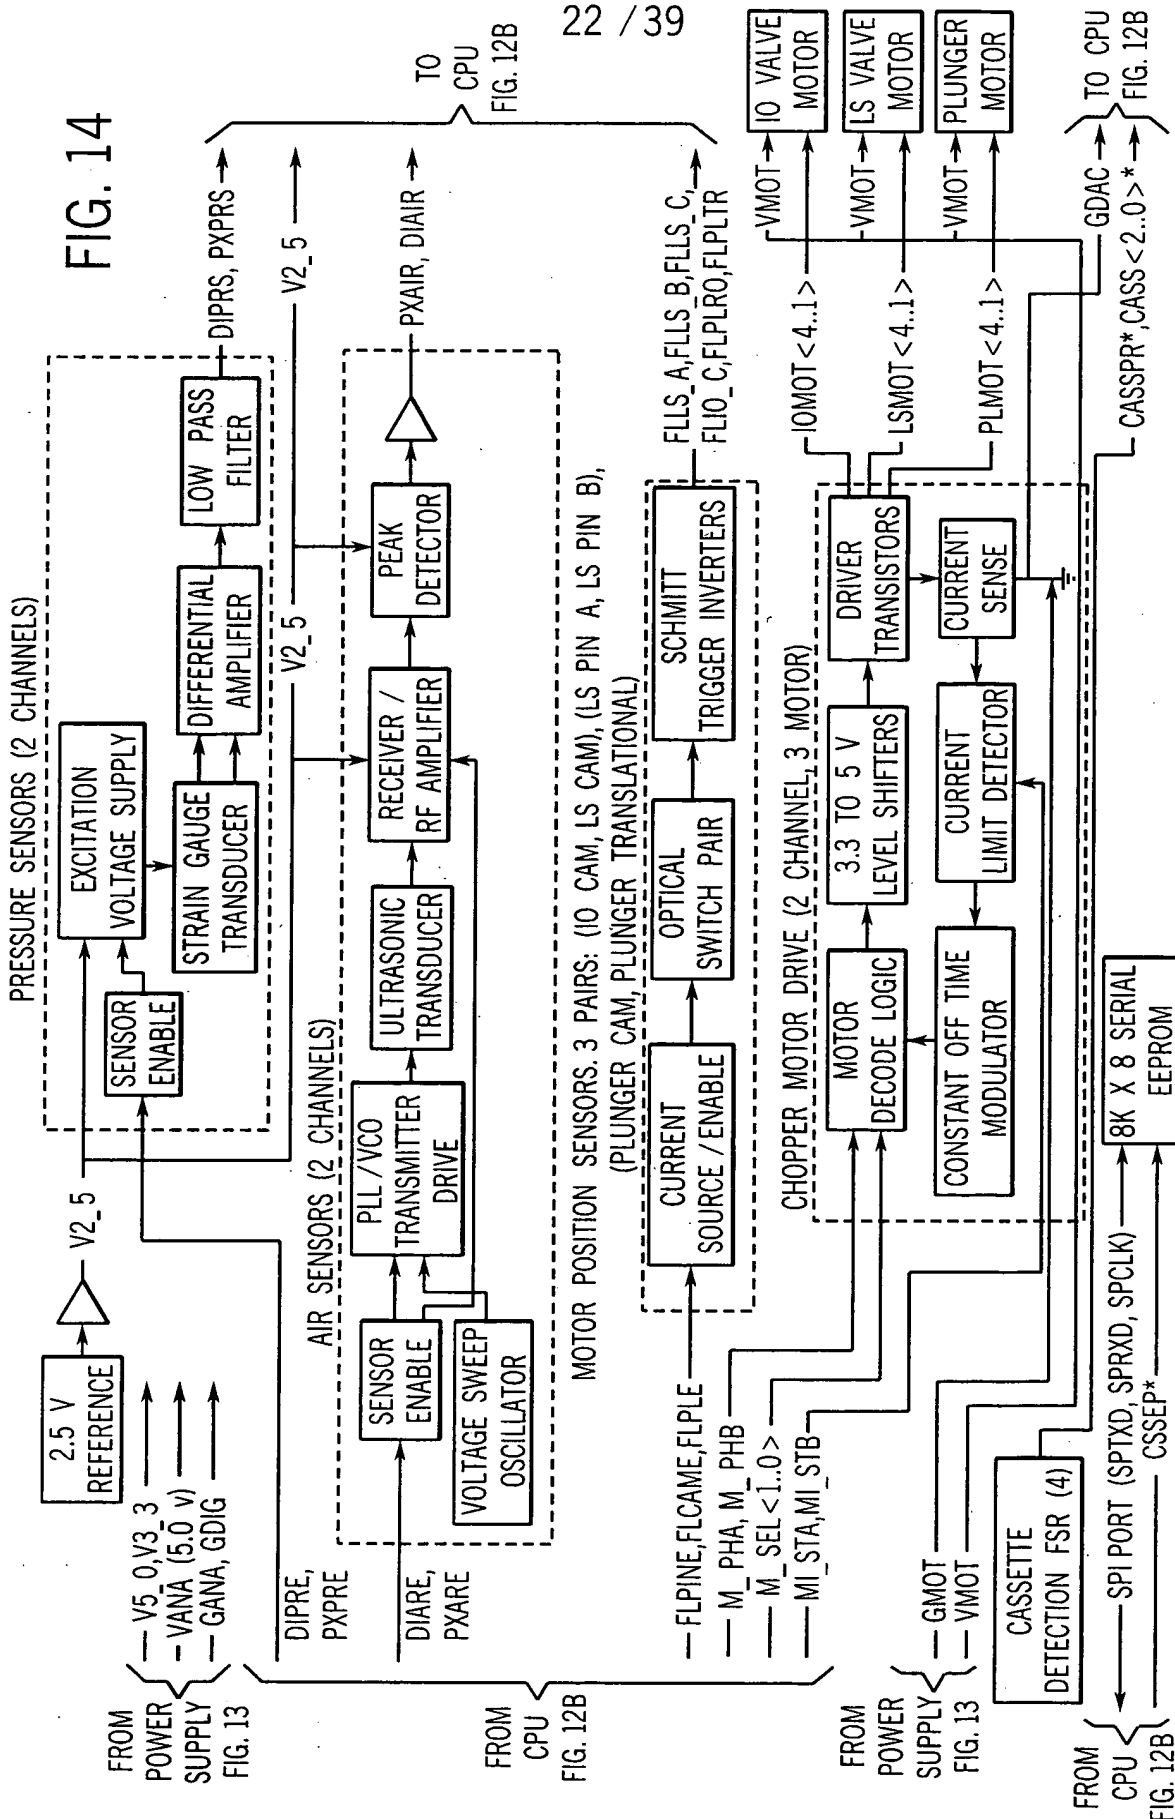 22 / 39
FIG. 14
PRESSURE SENSORS (2 CHANNELS)
2.5 V
REFERENCE
V2_5
SENSOR
ENABLE
EXCITATION
VOLTAGE SUPPLY
STRAIN GAUGE
TRANSDUCER
DIFFERENTIAL
AMPLIFIER
LOW PASS
FILTER
DIPRS, PXPRS
V2_5
V2_5
TO
CPU
FIG. 12B
FROM
POWER
SUPPLY
FIG. 13
V5_0,V3_3
VANA (5.0 v)
GANA, GDIG
DIPRE,
PXPRE
DIARE,
PXARE
FROM
CPU
FIG. 12B
AIR SENSORS (2 CHANNELS)
SENSOR
ENABLE
VOLTAGE SWEEP
OSCILLATOR
PLL/VCO
TRANSMITTER
DRIVE
ULTRASONIC
TRANSDUCER
RECEIVER /
RF AMPLIFIER
PEAK
DETECTOR
PXAIR, DIAIR
MOTOR POSITION SENSORS. 3 PAIRS: (IO CAM, LS CAM), (LS PIN A, LS PIN B),
(PLUNGER CAM, PLUNGER TRANSLATIONAL)
FLPINE,FLCAME,FLPLE
CURRENT
SOURCE/ENABLE
OPTICAL
SWITCH PAIR
SCHMITT
TRIGGER INVERTERS
FLLS_A,FLLS_B,FLLS_C,
FLIO_C,FLPLRO,FLPLTR
M_PHA, M_PHB
M_SEL<1..0>
MI_STA,MI_STB
CHOPPER MOTOR DRIVE (2 CHANNEL, 3 MOTOR)
MOTOR
DECODE LOGIC
3.3 TO 5 V
LEVEL SHIFTERS
DRIVER
TRANSISTORS
CONSTANT OFF TIME
MODULATOR
CURRENT
LIMIT DETECTOR
CURRENT
SENSE
IOMOT<4..1>
LSMOT<4..1>
PLMOT<4..1>
VMOT
IO VALVE
MOTOR
VMOT
LS VALVE
MOTOR
VMOT
PLUNGER
MOTOR
FROM
POWER
SUPPLY
FIG. 13
GMOT
VMOT
CASSETTE
DETECTION FSR (4)
GDAC
CASSPR*,CASS<2..0>*
TO CPU
FIG. 12B
FROM
CPU
FIG. 12B
SPI PORT (SPTXD, SPRXD, SPCLK)
CSSEP*
8K X 8 SERIAL
EEPROM